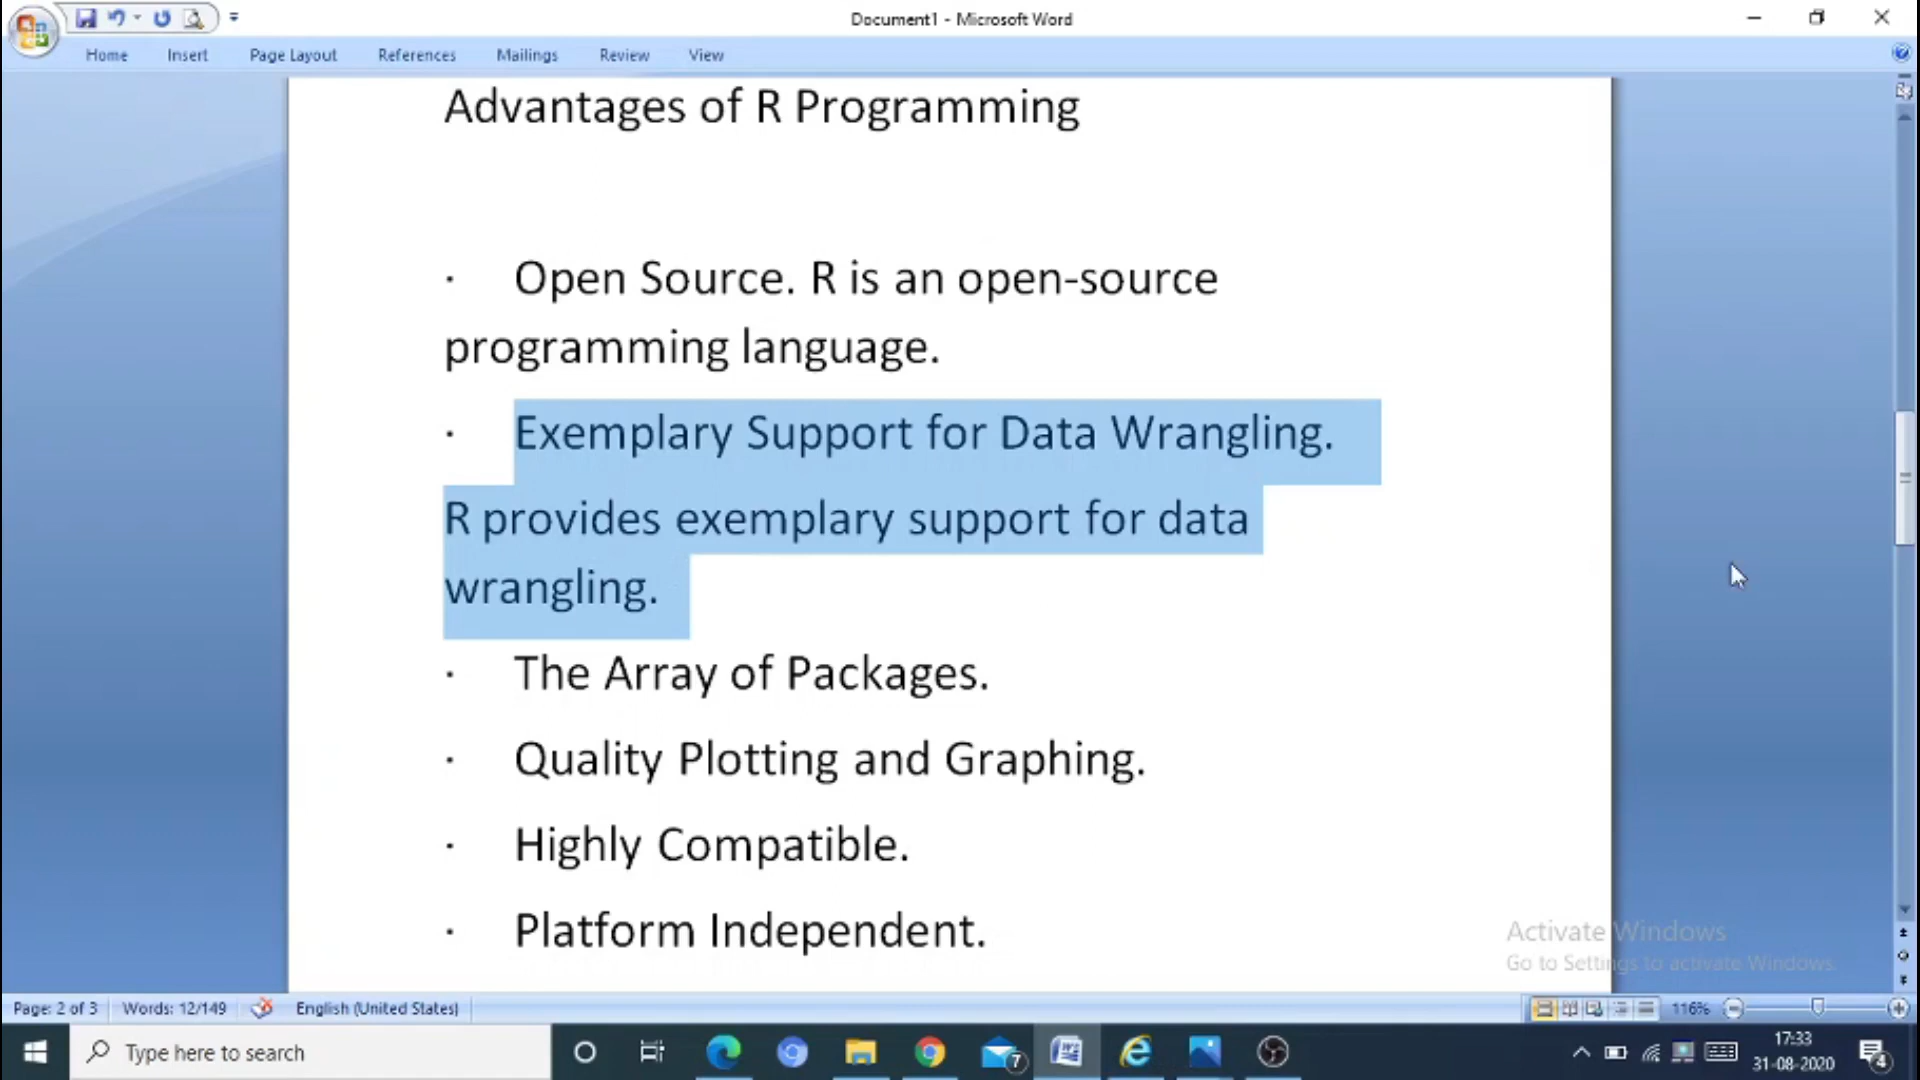 Document1 - Microsoft Word
Home Insert Page Layout References Mailings Review View
Advantages of R Programming
· Open Source. R is an open-source
programming language.
· Exemplary Support for Data Wrangling.
R provides exemplary support for data
wrangling.
· The Array of Packages.
· Quality Plotting and Graphing.
· Highly Compatible.
· Platform Independent.
Activate Windows
Go to Settings to activate Windows.
Page: 2 of 3 Words: 12/149 English (United States) 116%
Type here to search 7 17:33
31-08-2020 4